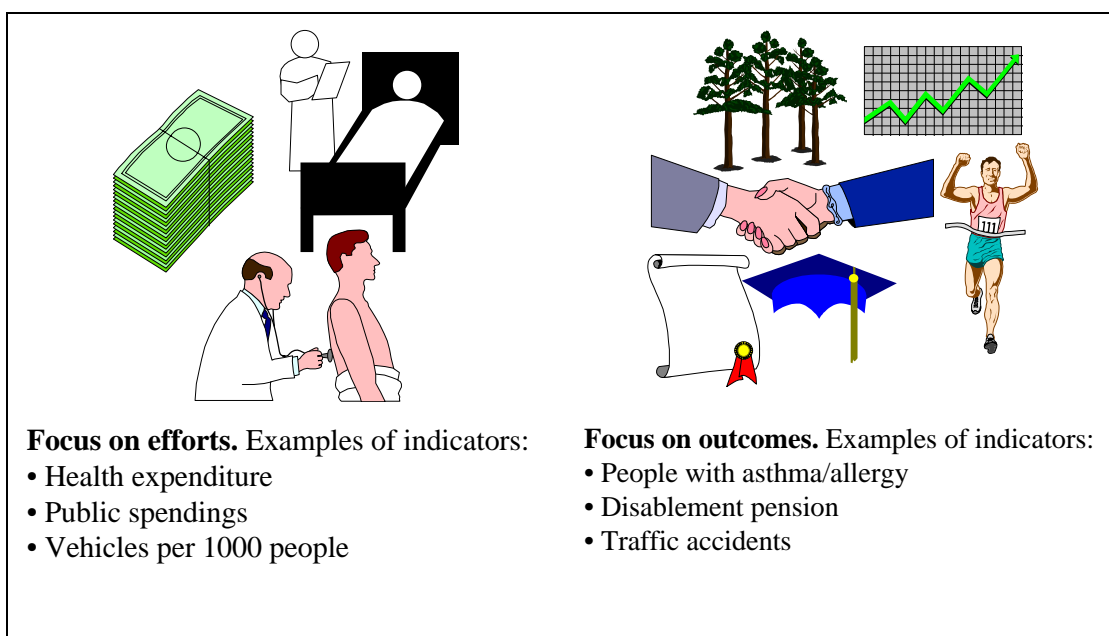 111
Focus on efforts. Examples of indicators:
• Health expenditure
• Public spendings
• Vehicles per 1000 people
Focus on outcomes. Examples of indicators:
• People with asthma/allergy
• Disablement pension
• Traffic accidents